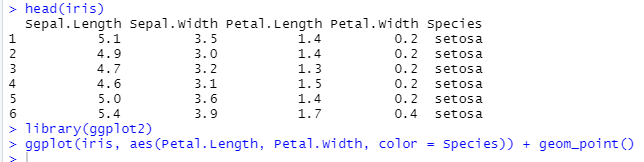 > head(iris)
  Sepal.Length Sepal.Width Petal.Length Petal.Width Species
1          5.1         3.5          1.4         0.2  setosa
2          4.9         3.0          1.4         0.2  setosa
3          4.7         3.2          1.3         0.2  setosa
4          4.6         3.1          1.5         0.2  setosa
5          5.0         3.6          1.4         0.2  setosa
6          5.4         3.9          1.7         0.4  setosa
> library(ggplot2)
> ggplot(iris, aes(Petal.Length, Petal.Width, color = Species)) + geom_point()
>